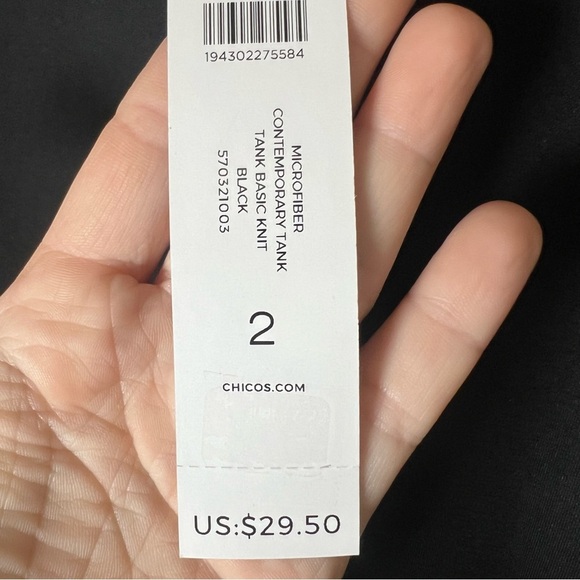 194302275584
MICROFIBER
CONTEMPORARY TANK
TANK BASIC KNIT
BLACK
570321003
2
CHICOS.COM
US:$29.50